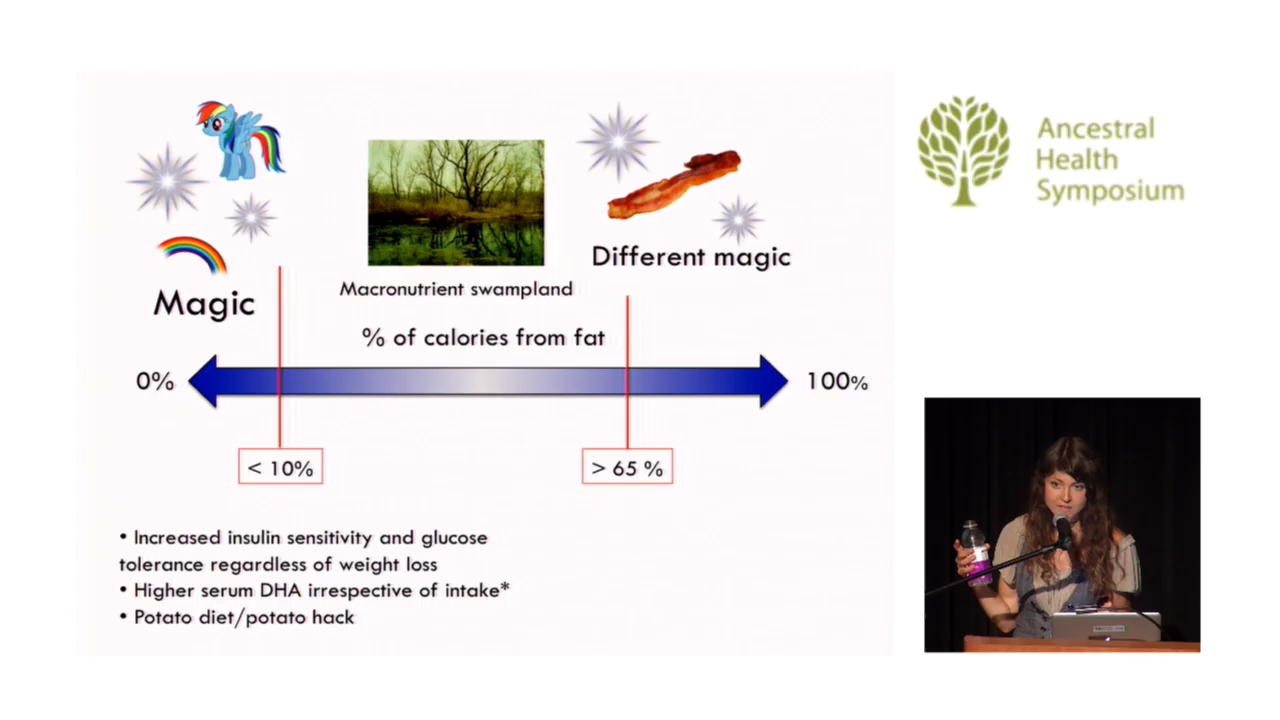 Ancestral
Health
Symposium
Different magic
Macronutrient swampland
Magic
% of calories from fat
0%
100%
< 10%
> 65 %
• Increased insulin sensitivity and glucose
tolerance regardless of weight loss
• Higher serum DHA irrespective of intake*
• Potato diet/potato hack